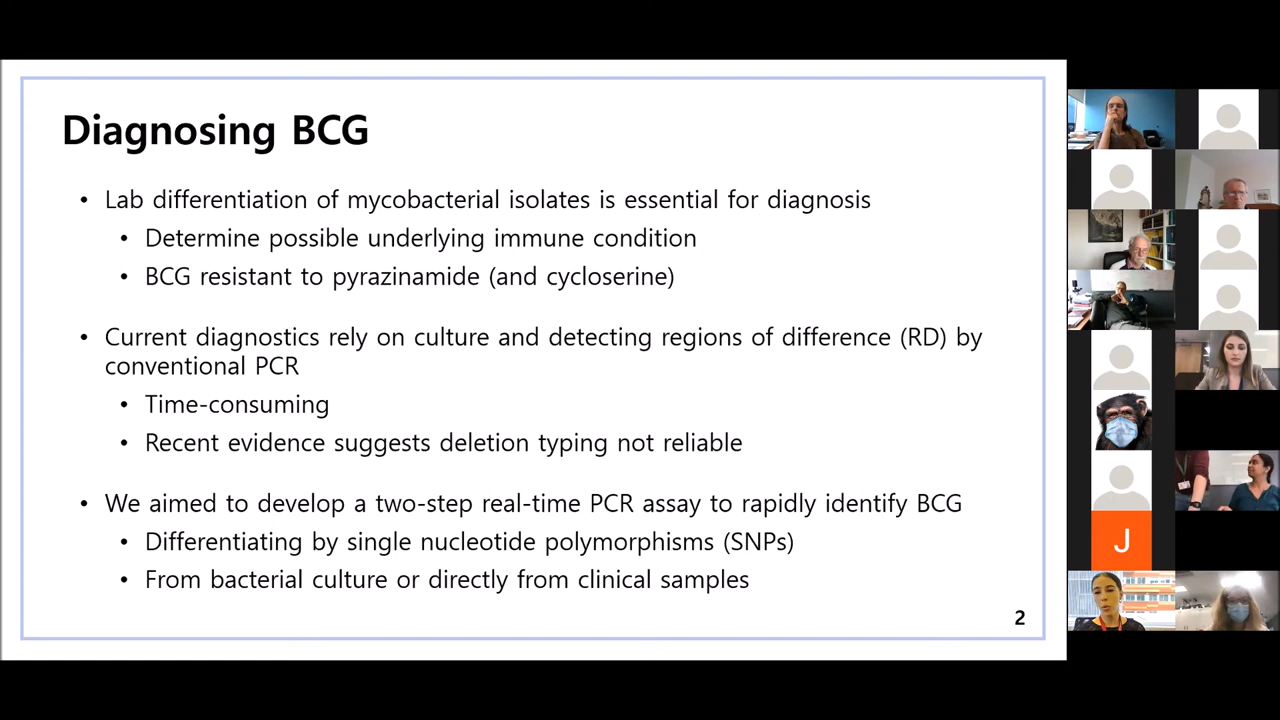 Diagnosing BCG
• Lab differentiation of mycobacterial isolates is essential for diagnosis
• Determine possible underlying immune condition
• BCG resistant to pyrazinamide (and cycloserine)
• Current diagnostics rely on culture and detecting regions of difference (RD) by
conventional PCR
• Time-consuming
• Recent evidence suggests deletion typing not reliable
• We aimed to develop a two-step real-time PCR assay to rapidly identify BCG
• Differentiating by single nucleotide polymorphisms (SNPs)
• From bacterial culture or directly from clinical samples
2
J